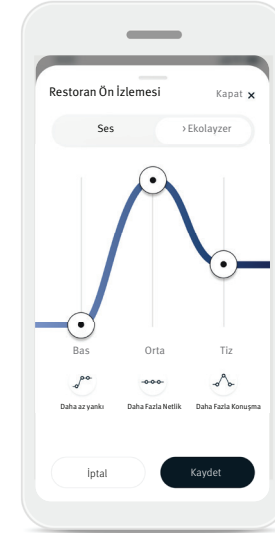 Restoran Ön İzlemesi Kapat ×
Ses › Ekolayzer
Bas Orta Tiz
Daha az yankı Daha Fazla Netlik Daha Fazla Konuşma
İptal Kaydet